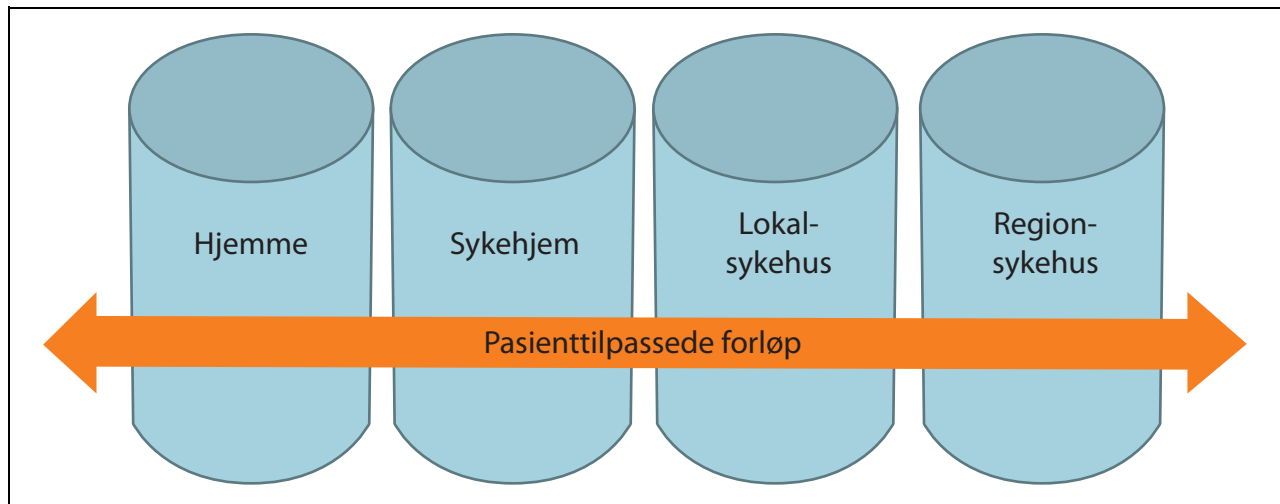 Hjemme
Sykehjem
Lokal-
sykehus
Region-
sykehus
Pasienttilpassede forløp